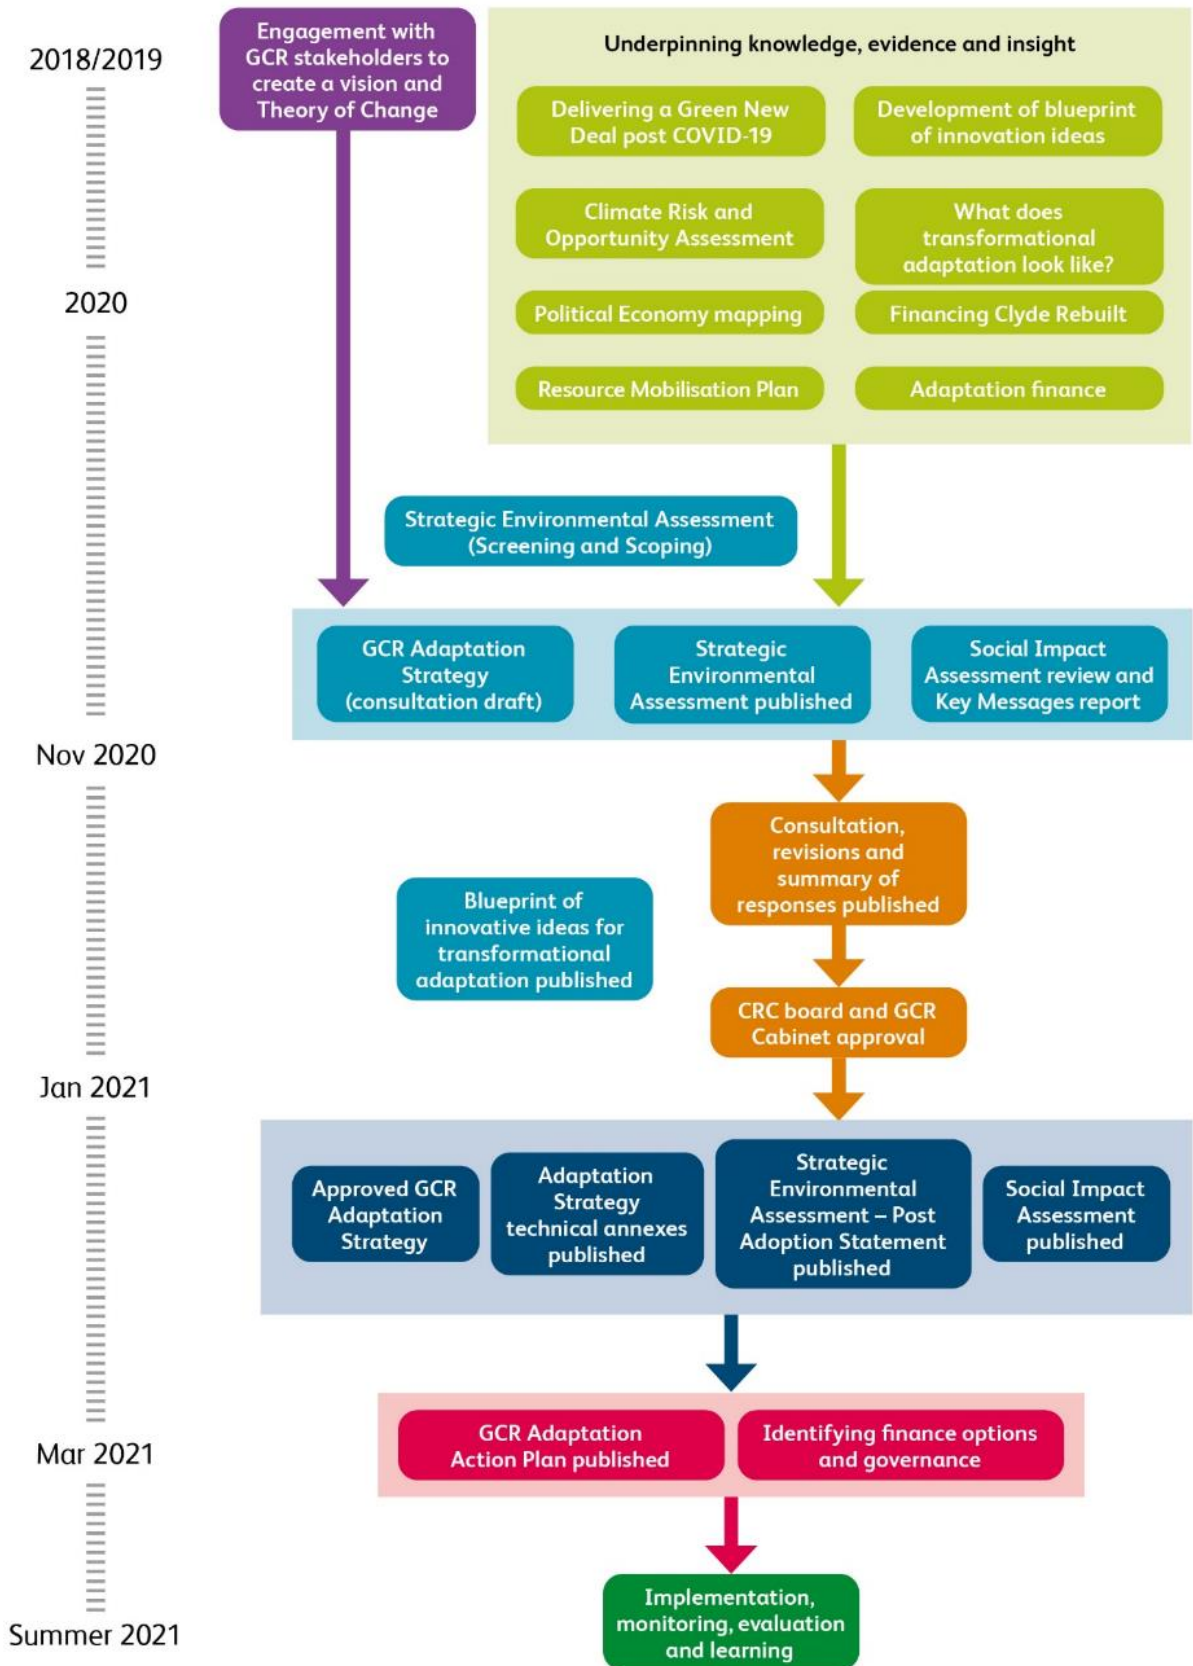 2018/2019
Engagement with
GCR stakeholders to
create a vision and
Theory of Change
Underpinning knowledge, evidence and insight
Delivering a Green New
Deal post COVID-19
Development of blueprint
of innovation ideas
Climate Risk and
Opportunity Assessment
What does
transformational
adaptation look like?
2020
Political Economy mapping
Financing Clyde Rebuilt
Resource Mobilisation Plan
Adaptation finance
Strategic Environmental Assessment
(Screening and Scoping)
GCR Adaptation
Strategy
(consultation draft)
Strategic
Environmental
Assessment published
Social Impact
Assessment review and
Key Messages report
Nov 2020
Consultation,
revisions and
summary of
responses published
Blueprint of
innovative ideas for
transformational
adaptation published
CRC board and GCR
Cabinet approval
Jan 2021
Approved GCR
Adaptation
Strategy
Adaptation
Strategy
technical annexes
published
Strategic
Environmental
Assessment – Post
Adoption Statement
published
Social Impact
Assessment
published
GCR Adaptation
Action Plan published
Identifying finance options
and governance
Mar 2021
Implementation,
monitoring, evaluation
and learning
Summer 2021